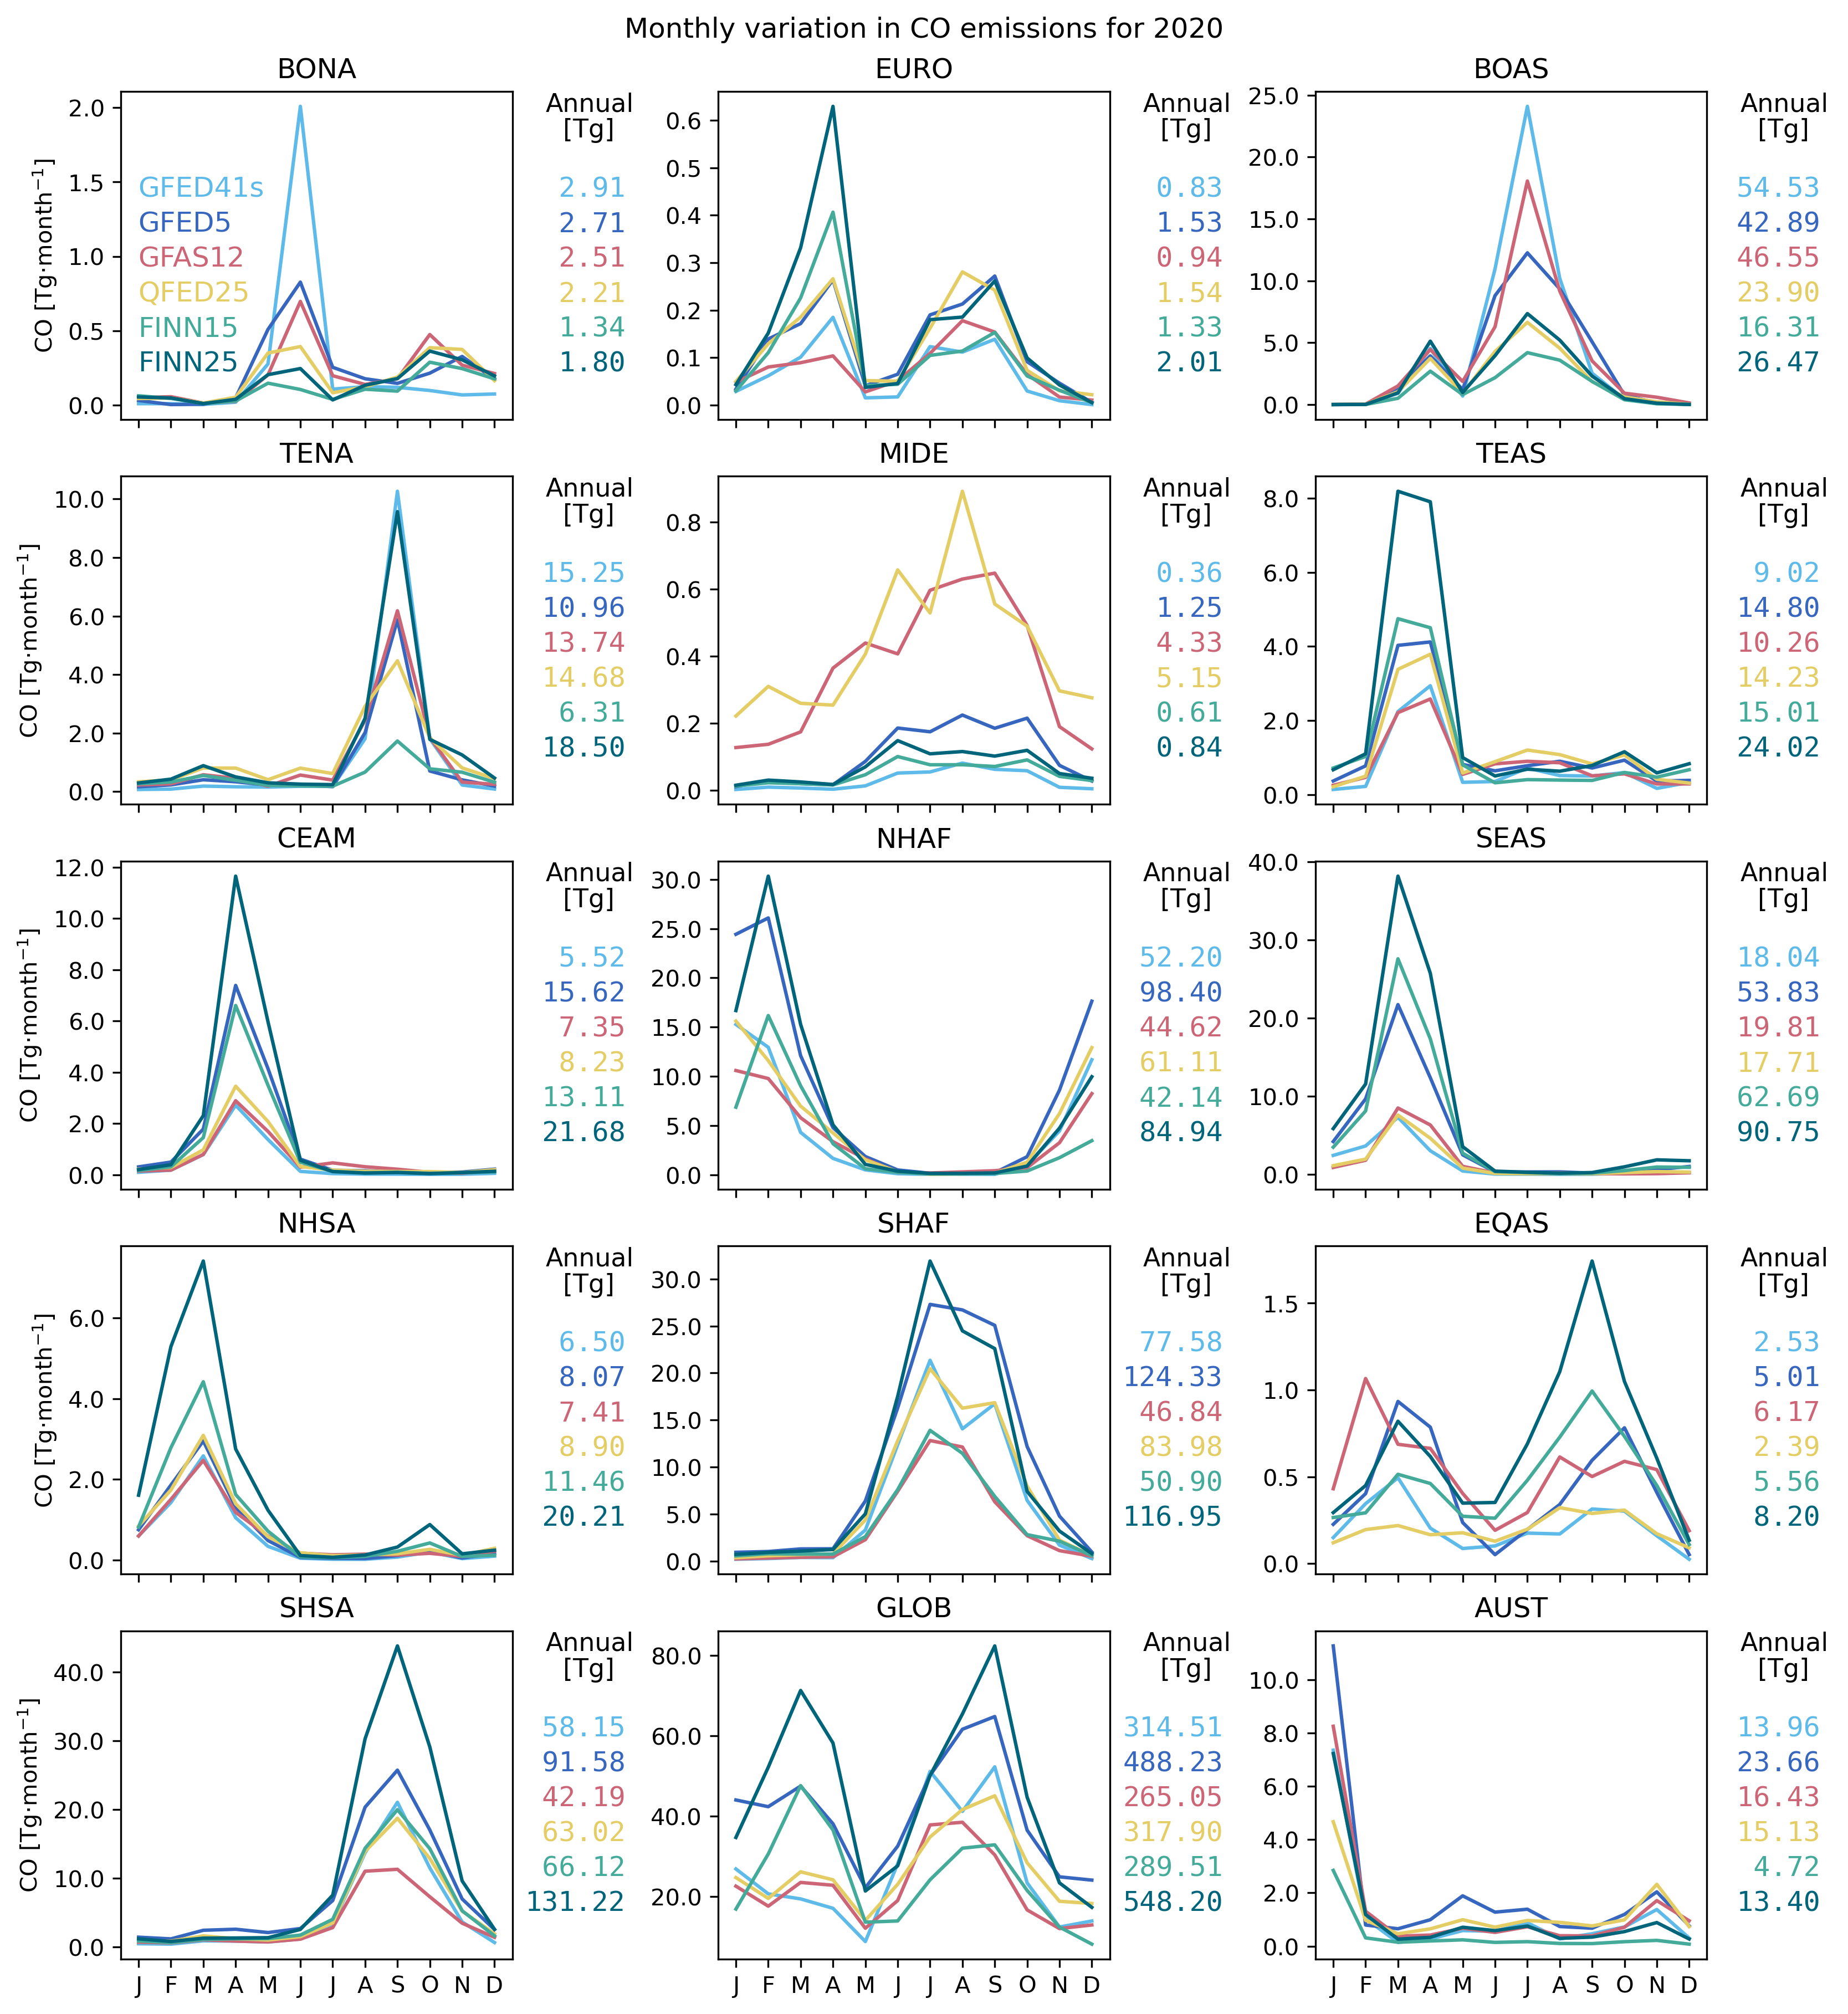 Monthly variation in CO emissions for 2020
BONA
CO [Tg·month⁻¹]
2.0
1.5
1.0
0.5
0.0
GFED41s
GFED5
GFAS12
QFED25
FINN15
FINN25
Annual
[Tg]
2.91
2.71
2.51
2.21
1.34
1.80
EURO
0.6
0.5
0.4
0.3
0.2
0.1
0.0
Annual
[Tg]
0.83
1.53
0.94
1.54
1.33
2.01
BOAS
25.0
20.0
15.0
10.0
5.0
0.0
Annual
[Tg]
54.53
42.89
46.55
23.90
16.31
26.47
TENA
CO [Tg·month⁻¹]
10.0
8.0
6.0
4.0
2.0
0.0
Annual
[Tg]
15.25
10.96
13.74
14.68
6.31
18.50
MIDE
0.8
0.6
0.4
0.2
0.0
Annual
[Tg]
0.36
1.25
4.33
5.15
0.61
0.84
TEAS
8.0
6.0
4.0
2.0
0.0
Annual
[Tg]
9.02
14.80
10.26
14.23
15.01
24.02
CEAM
CO [Tg·month⁻¹]
12.0
10.0
8.0
6.0
4.0
2.0
0.0
Annual
[Tg]
5.52
15.62
7.35
8.23
13.11
21.68
NHAF
30.0
25.0
20.0
15.0
10.0
5.0
0.0
Annual
[Tg]
52.20
98.40
44.62
61.11
42.14
84.94
SEAS
40.0
30.0
20.0
10.0
0.0
Annual
[Tg]
18.04
53.83
19.81
17.71
62.69
90.75
NHSA
CO [Tg·month⁻¹]
6.0
4.0
2.0
0.0
Annual
[Tg]
6.50
8.07
7.41
8.90
11.46
20.21
SHAF
30.0
25.0
20.0
15.0
10.0
5.0
0.0
Annual
[Tg]
77.58
124.33
46.84
83.98
50.90
116.95
EQAS
1.5
1.0
0.5
0.0
Annual
[Tg]
2.53
5.01
6.17
2.39
5.56
8.20
SHSA
CO [Tg·month⁻¹]
40.0
30.0
20.0
10.0
0.0
J F M A M J J A S O N D
Annual
[Tg]
58.15
91.58
42.19
63.02
66.12
131.22
GLOB
80.0
60.0
40.0
20.0
J F M A M J J A S O N D
Annual
[Tg]
314.51
488.23
265.05
317.90
289.51
548.20
AUST
10.0
8.0
6.0
4.0
2.0
0.0
J F M A M J J A S O N D
Annual
[Tg]
13.96
23.66
16.43
15.13
4.72
13.40